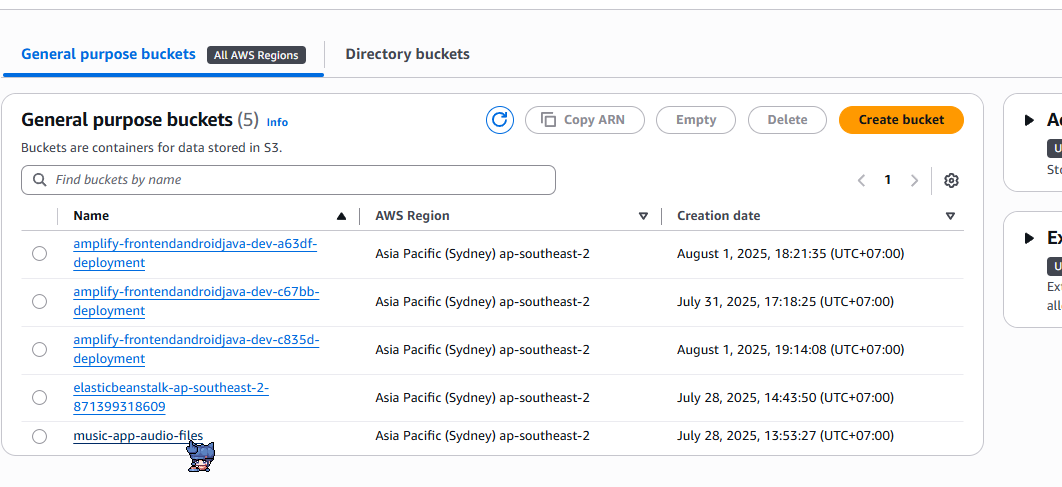 General purpose buckets All AWS Regions Directory buckets
General purpose buckets (5) Info
Copy ARN Empty Delete Create bucket
Buckets are containers for data stored in S3.
Find buckets by name
1
Name AWS Region Creation date
amplify-frontendandroidjava-dev-a63df-
deployment
Asia Pacific (Sydney) ap-southeast-2
August 1, 2025, 18:21:35 (UTC+07:00)
amplify-frontendandroidjava-dev-c67bb-
deployment
Asia Pacific (Sydney) ap-southeast-2
July 31, 2025, 17:18:25 (UTC+07:00)
amplify-frontendandroidjava-dev-c835d-
deployment
Asia Pacific (Sydney) ap-southeast-2
August 1, 2025, 19:14:08 (UTC+07:00)
elasticbeanstalk-ap-southeast-2-
871399318609
Asia Pacific (Sydney) ap-southeast-2
July 28, 2025, 14:43:50 (UTC+07:00)
music-app-audio-files
Asia Pacific (Sydney) ap-southeast-2
July 28, 2025, 13:53:27 (UTC+07:00)